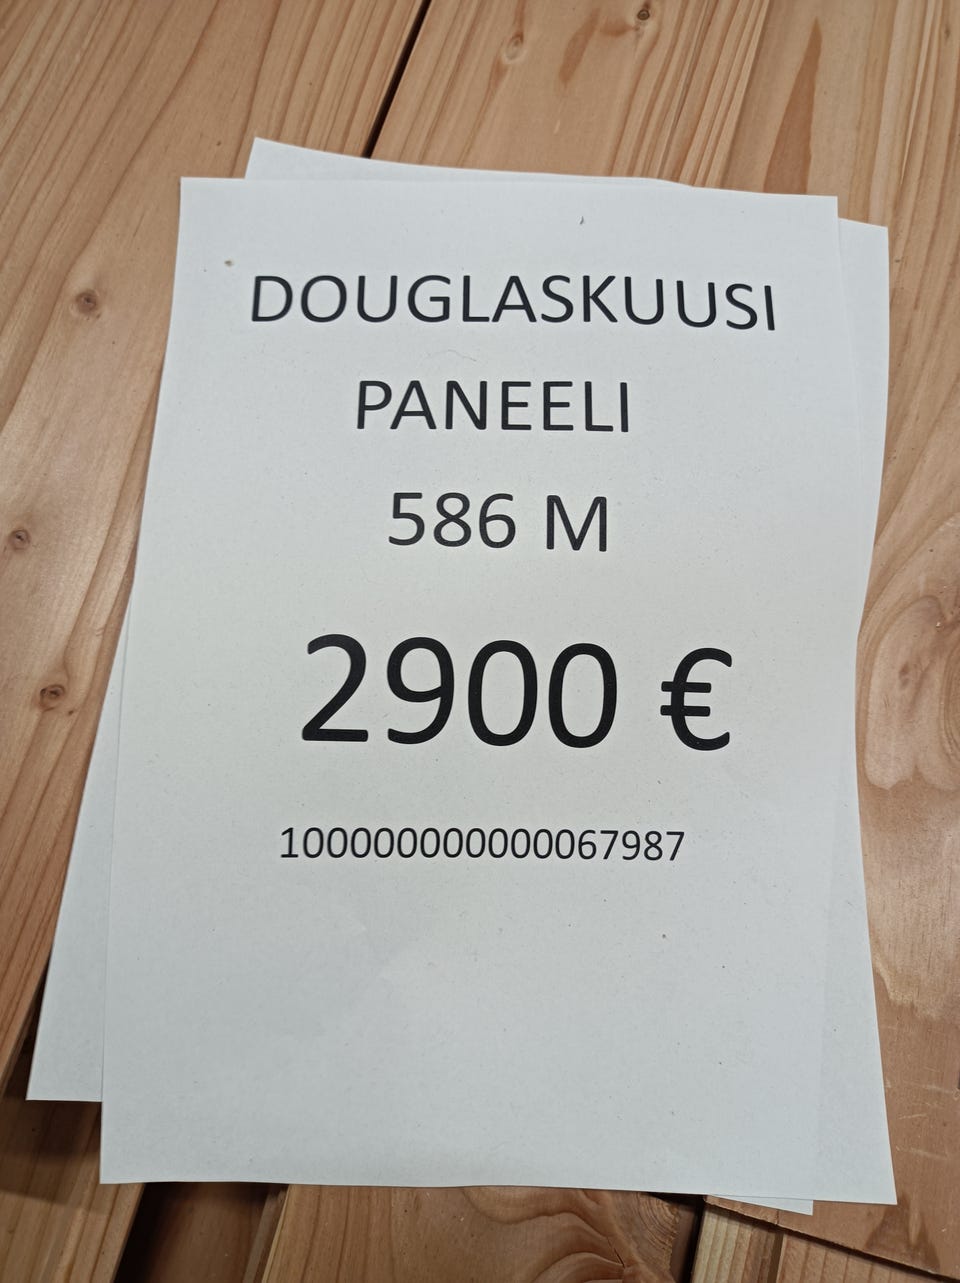 DOUGLASKUUSI
PANEELI
586 M
2900 €
1000000000000067987